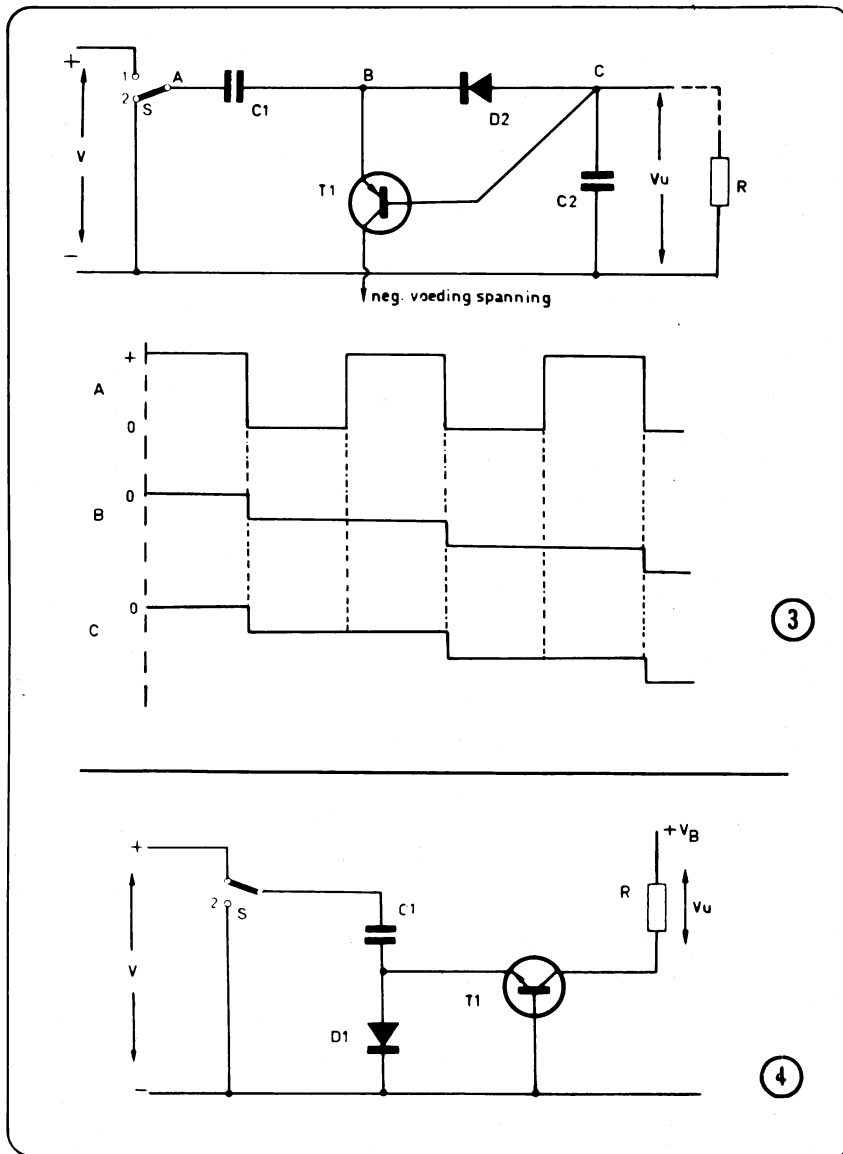 +
1
A
B
C
2
S
C1
D2
V
T1
C2
Vu
R
−
neg. voeding spanning
+
A
0
0
B
0
C
3
+ VB
+
2
S
C1
R
Vu
V
T1
D1
−
4